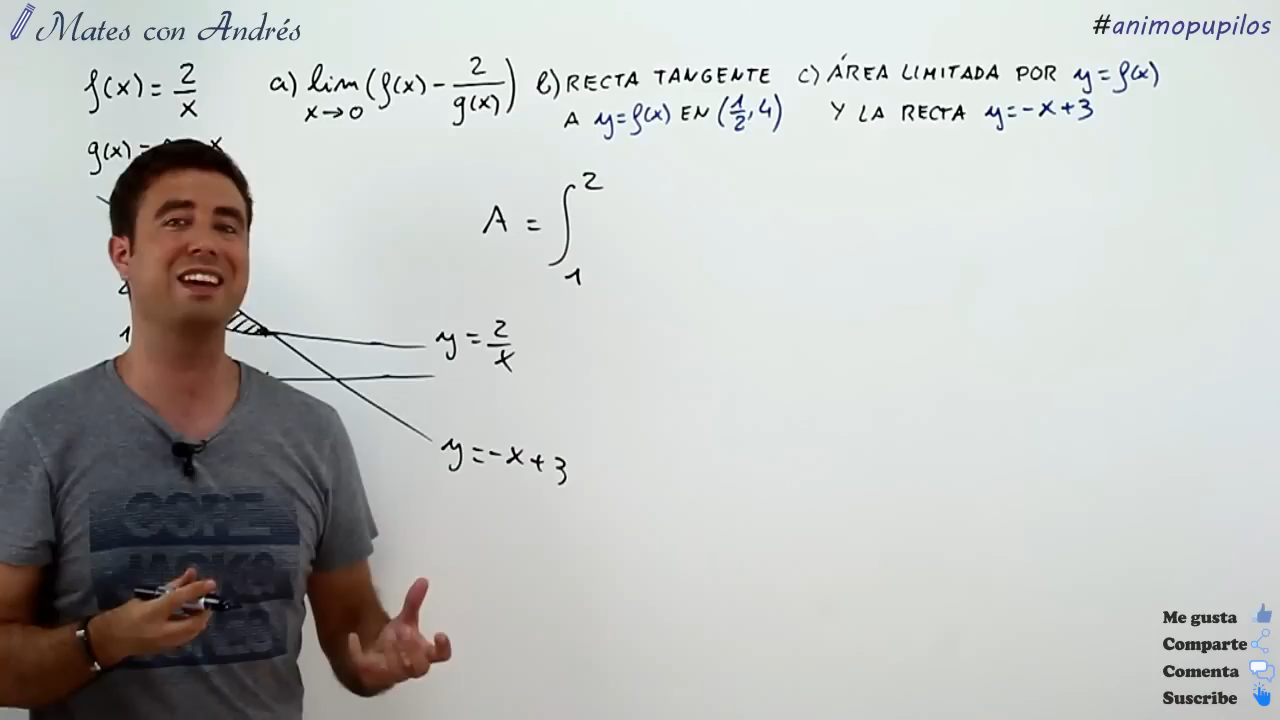 Mates con Andrés
#animopupilos
f(x) = 2/x
a) lim x→0 (f(x) - 2/g(x))
b) RECTA TANGENTE
A y=f(x) EN (1/2, 4)
c) ÁREA LIMITADA POR y=f(x)
Y LA RECTA y=-x+3
g(x) =
A = ∫ 2
1
1
y = 2/x
y = -x+3
Me gusta
Comparte
Comenta
Suscribe